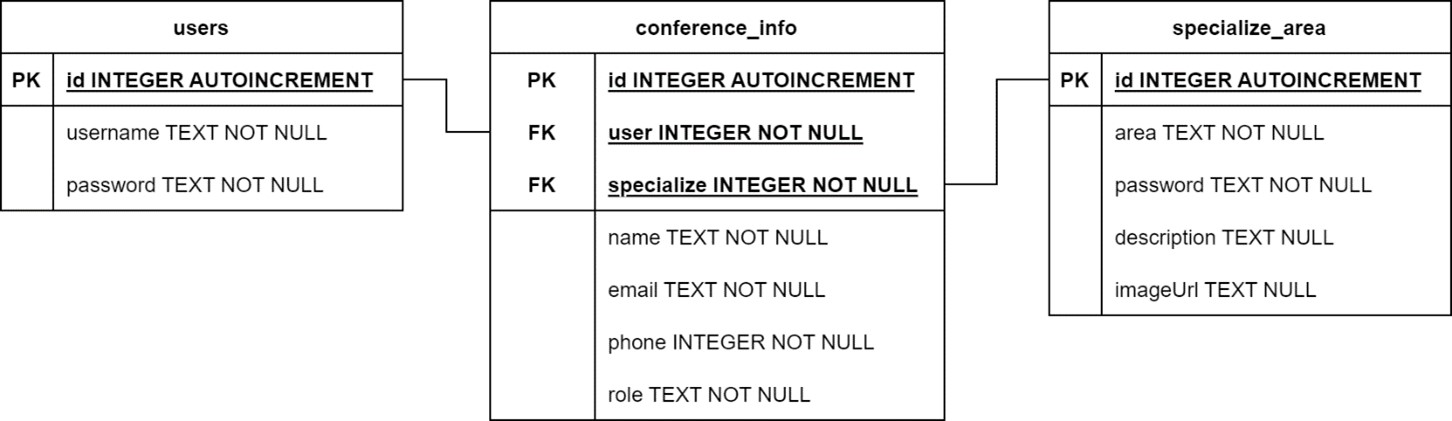 users
PK id INTEGER AUTOINCREMENT
username TEXT NOT NULL
password TEXT NOT NULL
conference_info
PK id INTEGER AUTOINCREMENT
FK user INTEGER NOT NULL
FK specialize INTEGER NOT NULL
name TEXT NOT NULL
email TEXT NOT NULL
phone INTEGER NOT NULL
role TEXT NOT NULL
specialize_area
PK id INTEGER AUTOINCREMENT
area TEXT NOT NULL
password TEXT NOT NULL
description TEXT NULL
imageUrl TEXT NULL